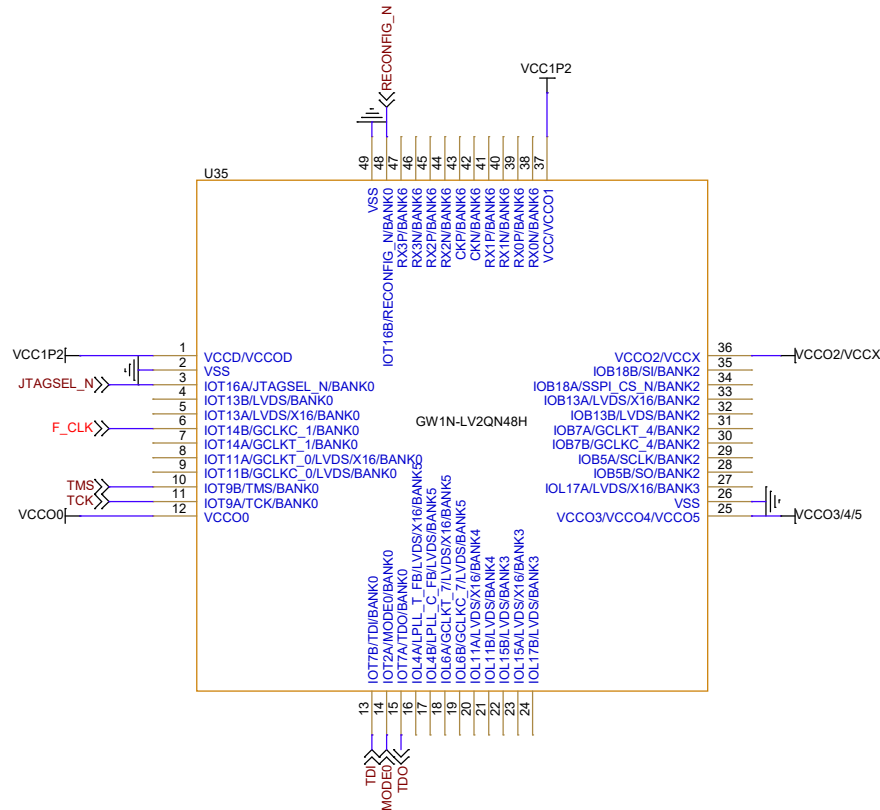 RECONFIG_N
VCC1P2
49
48
47
46
45
44
43
42
41
40
39
38
37
U35
VSS
IOT16B/RECONFIG_N/BANK0
RX3P/BANK6
RX3N/BANK6
RX2P/BANK6
RX2N/BANK6
CKP/BANK6
CKN/BANK6
RX1P/BANK6
RX1N/BANK6
RX0P/BANK6
RX0N/BANK6
VCC/VCCO1
VCC1P2 1 VCCD/VCCOD
2 VSS
JTAGSEL_N 3 IOT16A/JTAGSEL_N/BANK0
4 IOT13B/LVDS/BANK0
5 IOT13A/LVDS/X16/BANK0
F_CLK 6 IOT14B/GCLKC_1/BANK0
7 IOT14A/GCLKT_1/BANK0
8 IOT11A/GCLKT_0/LVDS/X16/BANK0
9 IOT11B/GCLKC_0/LVDS/BANK0
TMS 10 IOT9B/TMS/BANK0
TCK 11 IOT9A/TCK/BANK0
VCCO0 12 VCCO0
GW1N-LV2QN48H
VCCO2/VCCX 36 VCCO2/VCCX
IOB18B/SI/BANK2 35
IOB18A/SSPI_CS_N/BANK2 34
IOB13A/LVDS/X16/BANK2 33
IOB13B/LVDS/BANK2 32
IOB7A/GCLKT_4/BANK2 31
IOB7B/GCLKC_4/BANK2 30
IOB5A/SCLK/BANK2 29
IOB5B/SO/BANK2 28
IOL17A/LVDS/X16/BANK3 27
VSS 26
VCCO3/VCCO4/VCCO5 25 VCCO3/4/5
IOT7B/TDI/BANK0
IOT2A/MODE0/BANK0
IOT7A/TDO/BANK0
IOL4A/LPLL_T_FB/LVDS/X16/BANK5
IOL4B/LPLL_C_FB/LVDS/BANK5
IOL6A/GCLKT_7/LVDS/X16/BANK5
IOL6B/GCLKC_7/LVDS/BANK5
IOL11A/LVDS/X16/BANK4
IOL11B/LVDS/BANK4
IOL15B/LVDS/BANK3
IOL15A/LVDS/X16/BANK3
IOL17B/LVDS/BANK3
13
14
15
16
17
18
19
20
21
22
23
24
TDI
MODE0
TDO